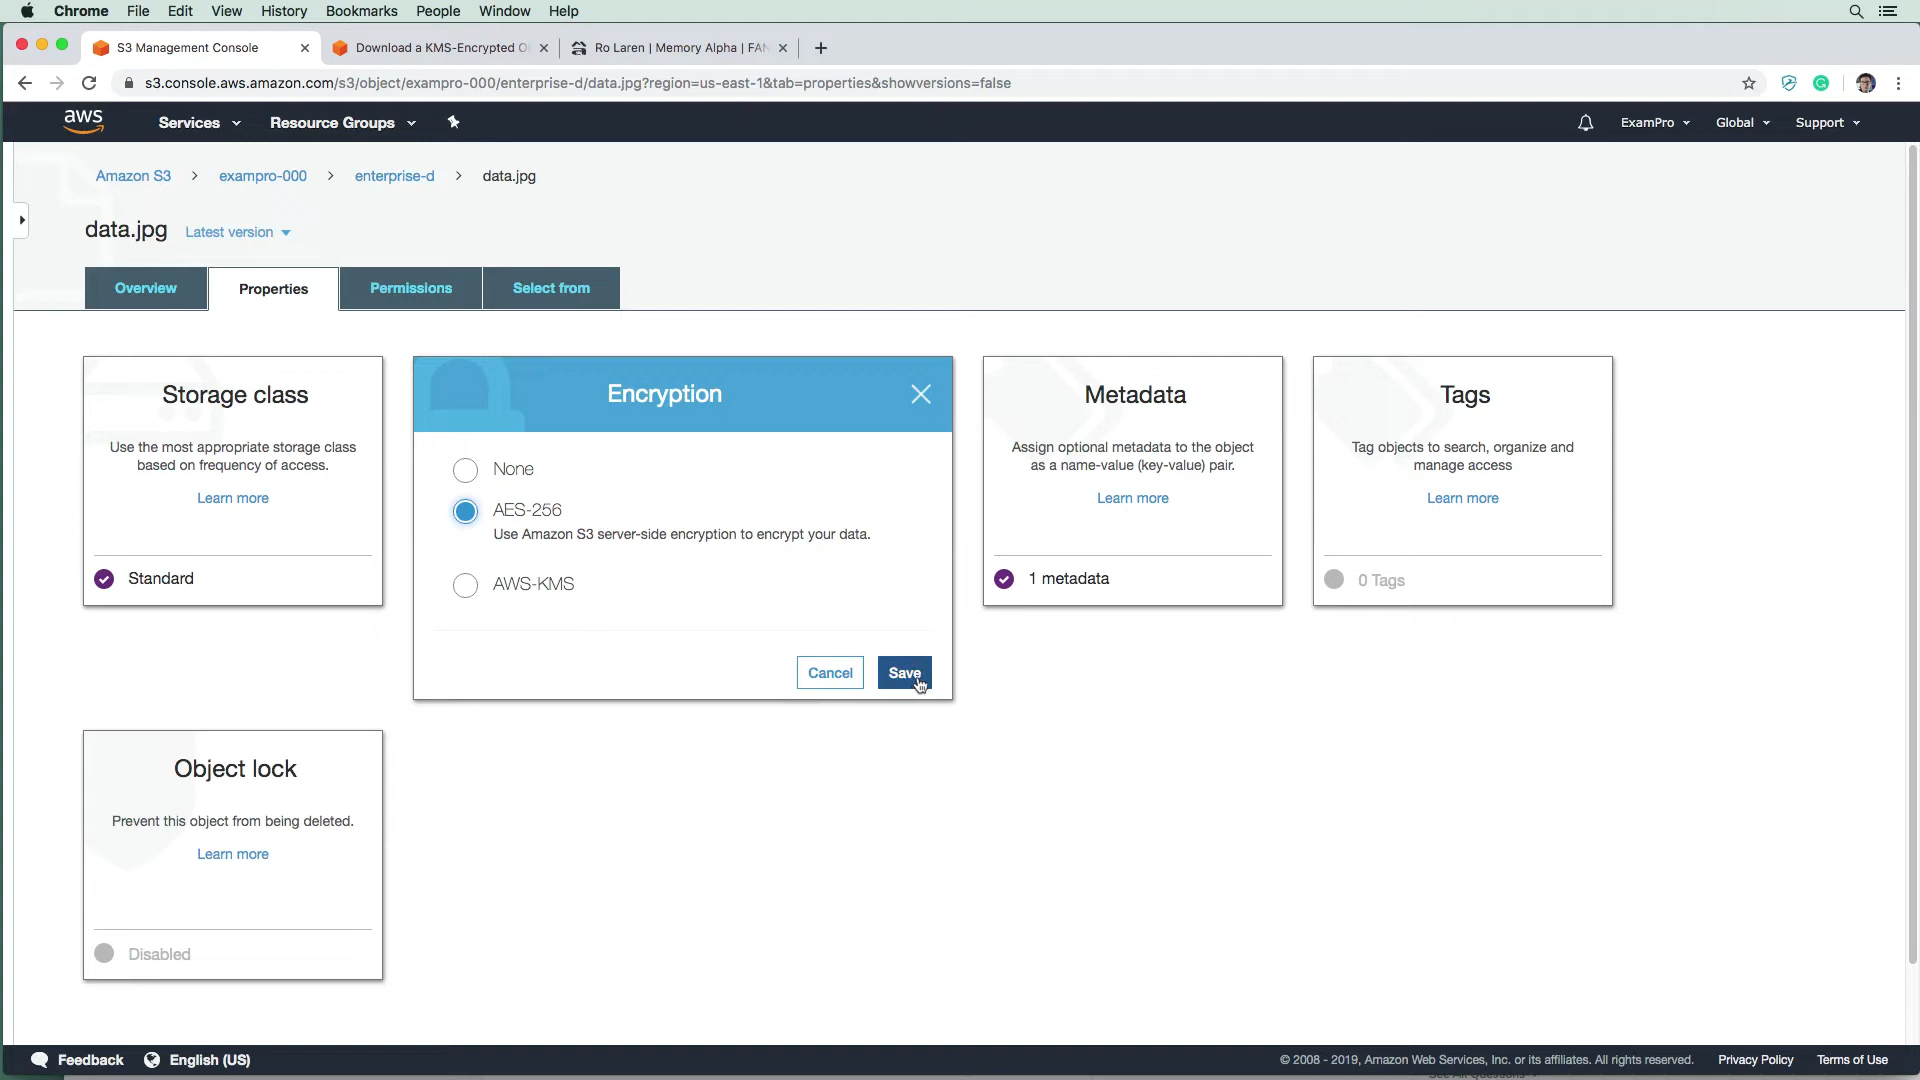 Chrome File Edit View History Bookmarks People Window Help
S3 Management Console
Download a KMS-Encrypted O
Ro Laren | Memory Alpha | FAN
s3.console.aws.amazon.com/s3/object/exampro-000/enterprise-d/data.jpg?region=us-east-1&tab=properties&showversions=false
aws Services Resource Groups ExamPro Global Support
Amazon S3 > exampro-000 > enterprise-d > data.jpg
data.jpg Latest version
Overview Properties Permissions Select from
Storage class
Use the most appropriate storage class
based on frequency of access.
Learn more
Standard
Encryption
None
AES-256
Use Amazon S3 server-side encryption to encrypt your data.
AWS-KMS
Cancel Save
Metadata
Assign optional metadata to the object
as a name-value (key-value) pair.
Learn more
1 metadata
Tags
Tag objects to search, organize and
manage access
Learn more
0 Tags
Object lock
Prevent this object from being deleted.
Learn more
Disabled
Feedback English (US) © 2008 - 2019, Amazon Web Services, Inc. or its affiliates. All rights reserved. Privacy Policy Terms of Use